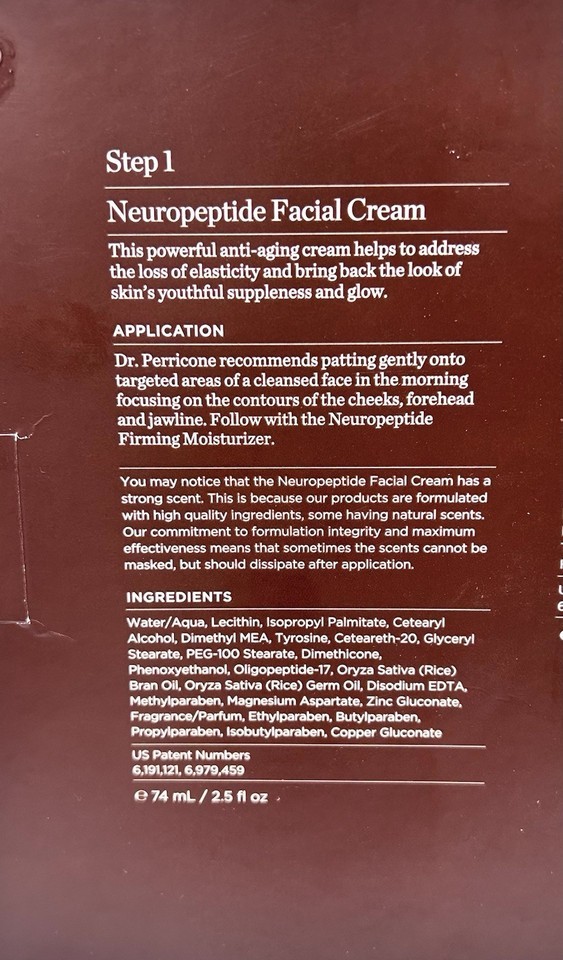 Step 1
Neuropeptide Facial Cream
This powerful anti-aging cream helps to address
the loss of elasticity and bring back the look of
skin's youthful suppleness and glow.
APPLICATION
Dr. Perricone recommends patting gently onto
targeted areas of a cleansed face in the morning
focusing on the contours of the cheeks, forehead
and jawline. Follow with the Neuropeptide
Firming Moisturizer.
You may notice that the Neuropeptide Facial Cream has a
strong scent. This is because our products are formulated
with high quality ingredients, some having natural scents.
Our commitment to formulation integrity and maximum
effectiveness means that sometimes the scents cannot be
masked, but should dissipate after application.
INGREDIENTS
Water/Aqua, Lecithin, Isopropyl Palmitate, Cetearyl
Alcohol, Dimethyl MEA, Tyrosine, Ceteareth-20, Glyceryl
Stearate, PEG-100 Stearate, Dimethicone,
Phenoxyethanol, Oligopeptide-17, Oryza Sativa (Rice)
Bran Oil, Oryza Sativa (Rice) Germ Oil, Disodium EDTA,
Methylparaben, Magnesium Aspartate, Zinc Gluconate,
Fragrance/Parfum, Ethylparaben, Butylparaben,
Propylparaben, Isobutylparaben, Copper Gluconate
US Patent Numbers
6,191,121, 6,979,459
℮ 74 mL / 2.5 fl oz